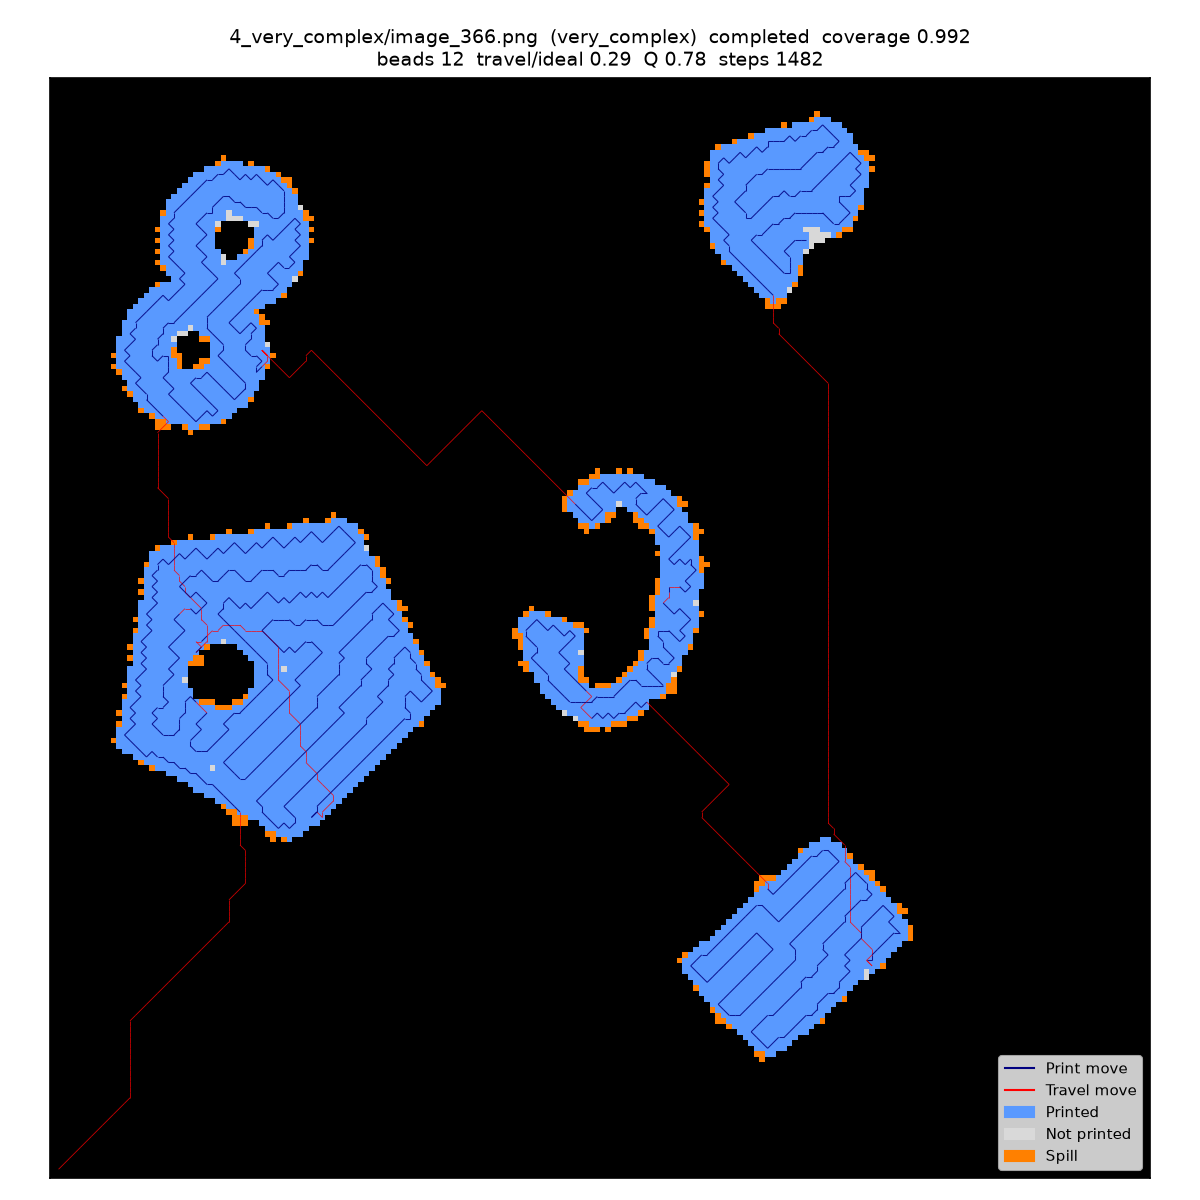 4_very_complex/image_366.png  (very_complex)  completed  coverage 0.992
beads 12  travel/ideal 0.29  Q 0.78  steps 1482
Print move
Travel move
Printed
Not printed
Spill